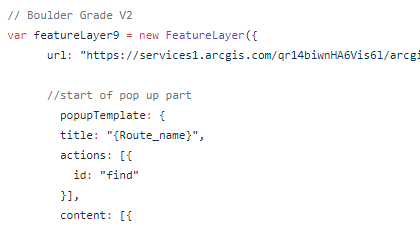 // Boulder Grade V2
var featureLayer9 = new FeatureLayer({
url: "https://services1.arcgis.com/qr14biwnHA6Vis6l/arcgi
//start of pop up part
popupTemplate: {
title: "{Route_name}",
actions: [{
id: "find"
}],
content: [{